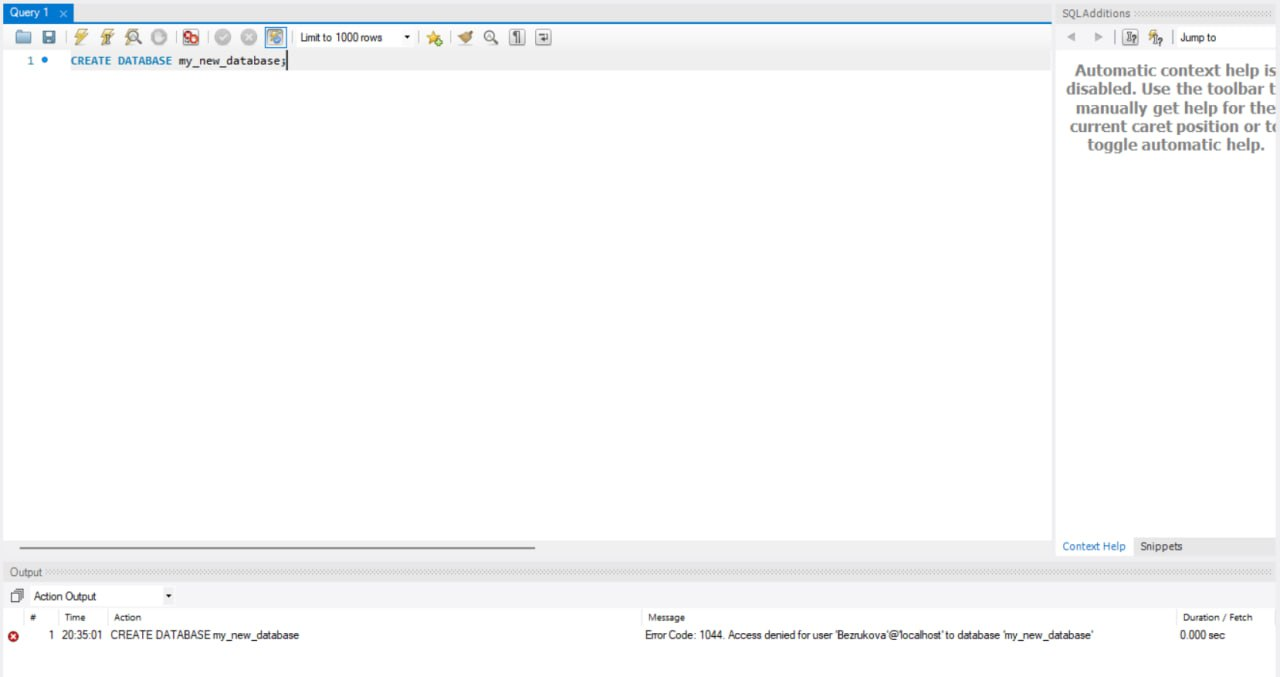 Query 1
SQLAdditions
Limit to 1000 rows
Jump to
1 CREATE DATABASE my_new_database;
Automatic context help is
disabled. Use the toolbar t
manually get help for the
current caret position or to
toggle automatic help.
Context Help Snippets
Output
Action Output
# Time Action Message Duration / Fetch
1 20:35:01 CREATE DATABASE my_new_database Error Code: 1044. Access denied for user 'Bezrukova'@'localhost' to database 'my_new_database' 0.000 sec